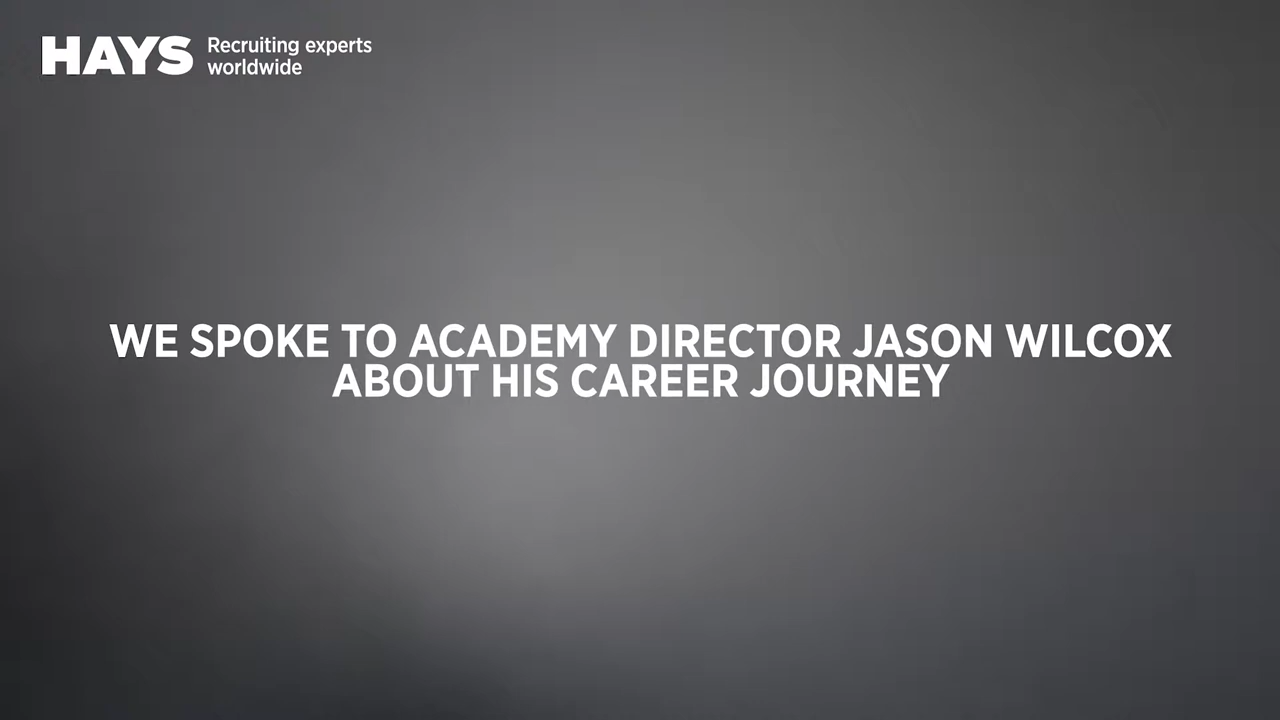 HAYS
Recruiting experts
worldwide
WE SPOKE TO ACADEMY DIRECTOR JASON WILCOX
ABOUT HIS CAREER JOURNEY